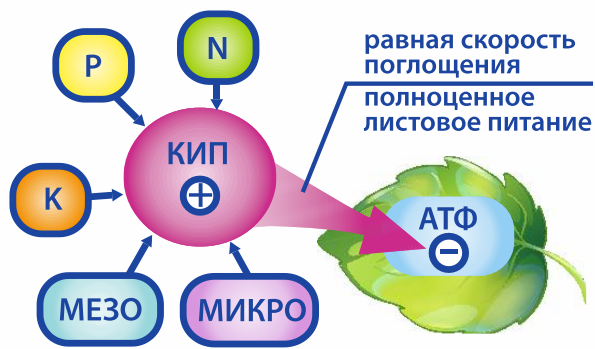 N
P
равная скорость
поглощения
полноценное
листовое питание
КИП
+
K
АТФ
−
МЕЗО
МИКРО